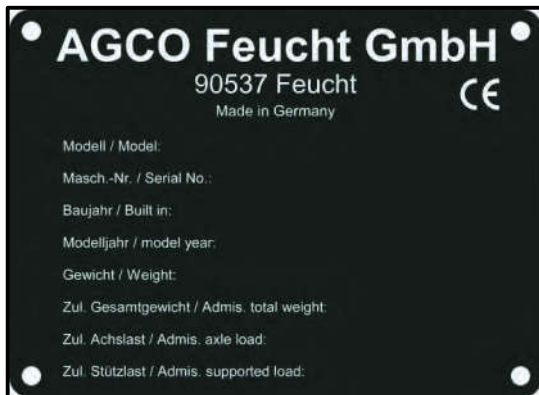 AGCO Feucht GmbH
90537 Feucht
CE
Made in Germany
Modell / Model:
Masch.-Nr. / Serial No.:
Baujahr / Built in:
Modelljahr / model year:
Gewicht / Weight:
Zul. Gesamtgewicht / Admis. total weight:
Zul. Achslast / Admis. axle load:
Zul. Stützlast / Admis. supported load: